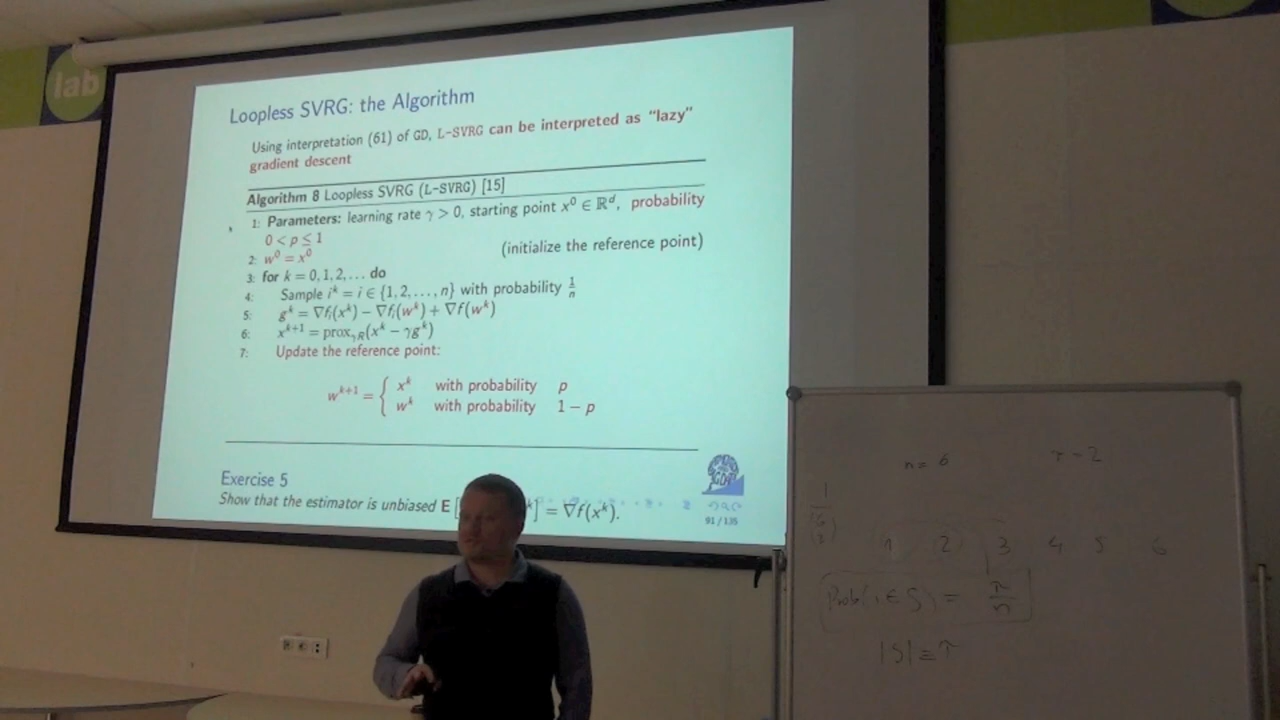 lab
Loopless SVRG: the Algorithm
Using interpretation (61) of GD, L-SVRG can be interpreted as "lazy"
gradient descent
Algorithm 8 Loopless SVRG (L-SVRG) [15]
1: Parameters: learning rate γ > 0, starting point x⁰ ∈ ℝᵈ, probability
0 < p ≤ 1
2: w⁰ = x⁰ (initialize the reference point)
3: for k = 0, 1, 2, . . . do
4: Sample iᵏ = i ∈ {1, 2, . . . , n} with probability 1/n
5: gᵏ = ∇fᵢ(xᵏ) − ∇fᵢ(wᵏ) + ∇f(wᵏ)
6: xᵏ⁺¹ = prox_γR(xᵏ − γgᵏ)
7: Update the reference point:
wᵏ⁺¹ = { xᵏ with probability p
wᵏ with probability 1 − p
Exercise 5
Show that the estimator is unbiased E [ ᵏ] = ∇f(xᵏ).
91 / 135
n = 6 τ = 2
1 2 3 4 5 6
Prob(i ∈ S) = τ/n
|S| ≡ τ